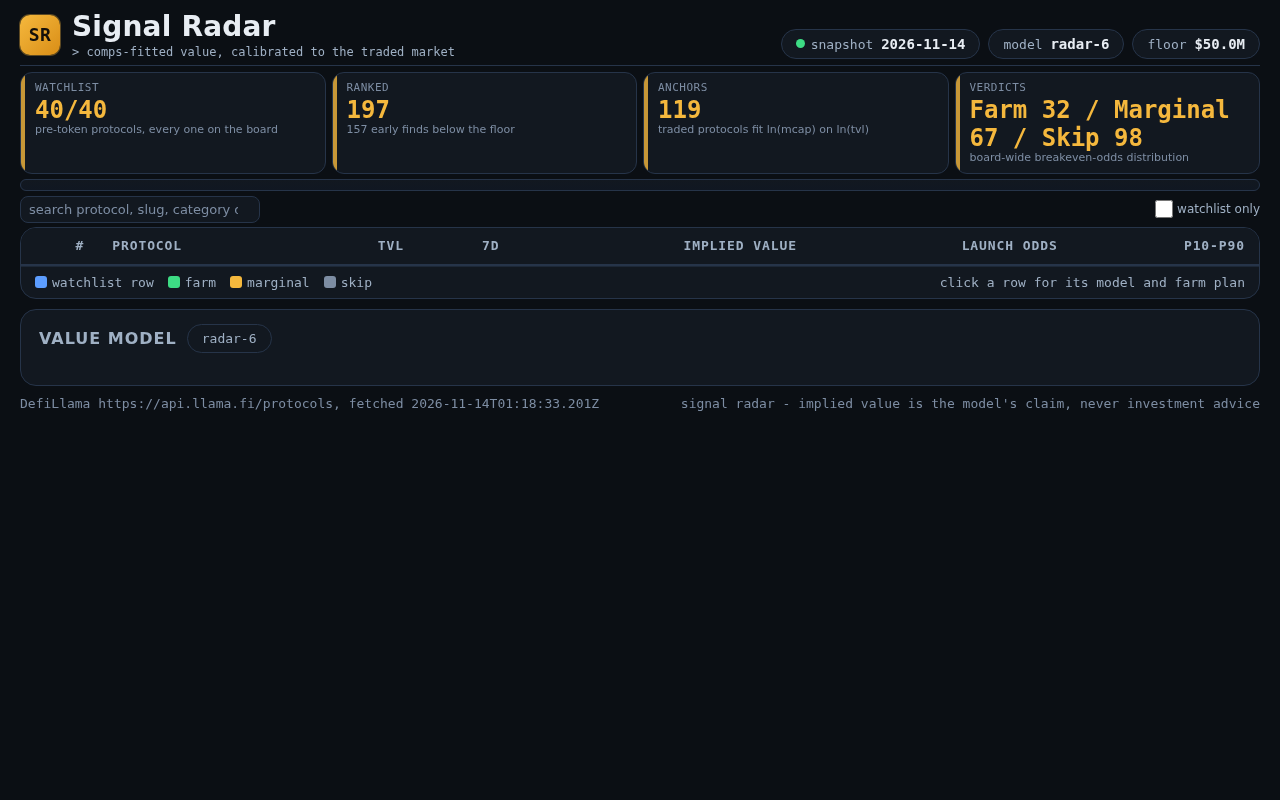 SR
Signal Radar
> comps-fitted value, calibrated to the traded market
snapshot 2026-11-14
model radar-6
floor $50.0M
WATCHLIST
40/40
pre-token protocols, every one on the board
RANKED
197
157 early finds below the floor
ANCHORS
119
traded protocols fit ln(mcap) on ln(tvl)
VERDICTS
Farm 32 / Marginal
67 / Skip 98
board-wide breakeven-odds distribution
search protocol, slug, category
watchlist only
# PROTOCOL TVL 7D IMPLIED VALUE LAUNCH ODDS P10-P90
watchlist row farm marginal skip
click a row for its model and farm plan
VALUE MODEL radar-6
DefiLlama https://api.llama.fi/protocols, fetched 2026-11-14T01:18:33.201Z
signal radar - implied value is the model's claim, never investment advice